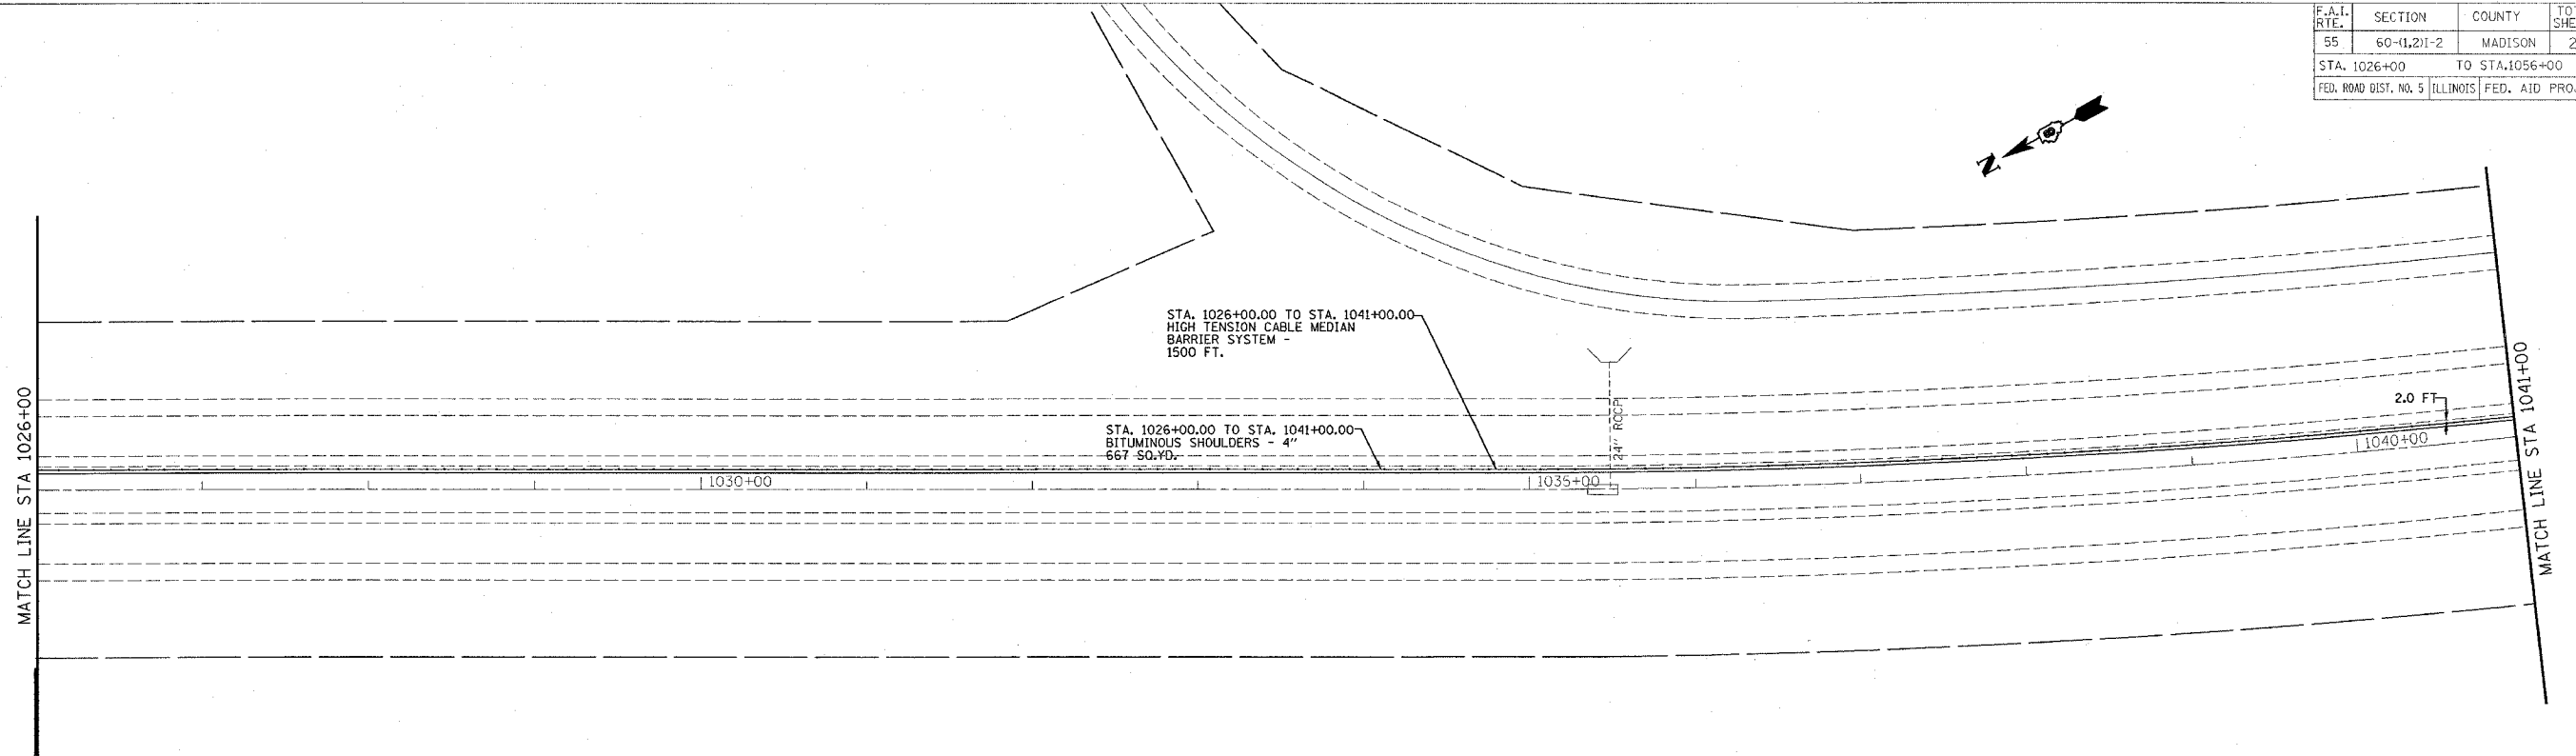 F.A.I. RTE. SECTION COUNTY
55 60-(1,2)I-2 MADISON
STA. 1026+00 TO STA.1056+00
FED. ROAD DIST. NO. 5 ILLINOIS FED. AID
N
STA. 1026+00.00 TO STA. 1041+00.00
HIGH TENSION CABLE MEDIAN
BARRIER SYSTEM -
1500 FT.
STA. 1026+00.00 TO STA. 1041+00.00
BITUMINOUS SHOULDERS - 4"
667 SQ.YD.
24" RCCP
2.0 FT
1030+00
1035+00
1040+00
MATCH LINE STA 1026+00
MATCH LINE STA 1041+00